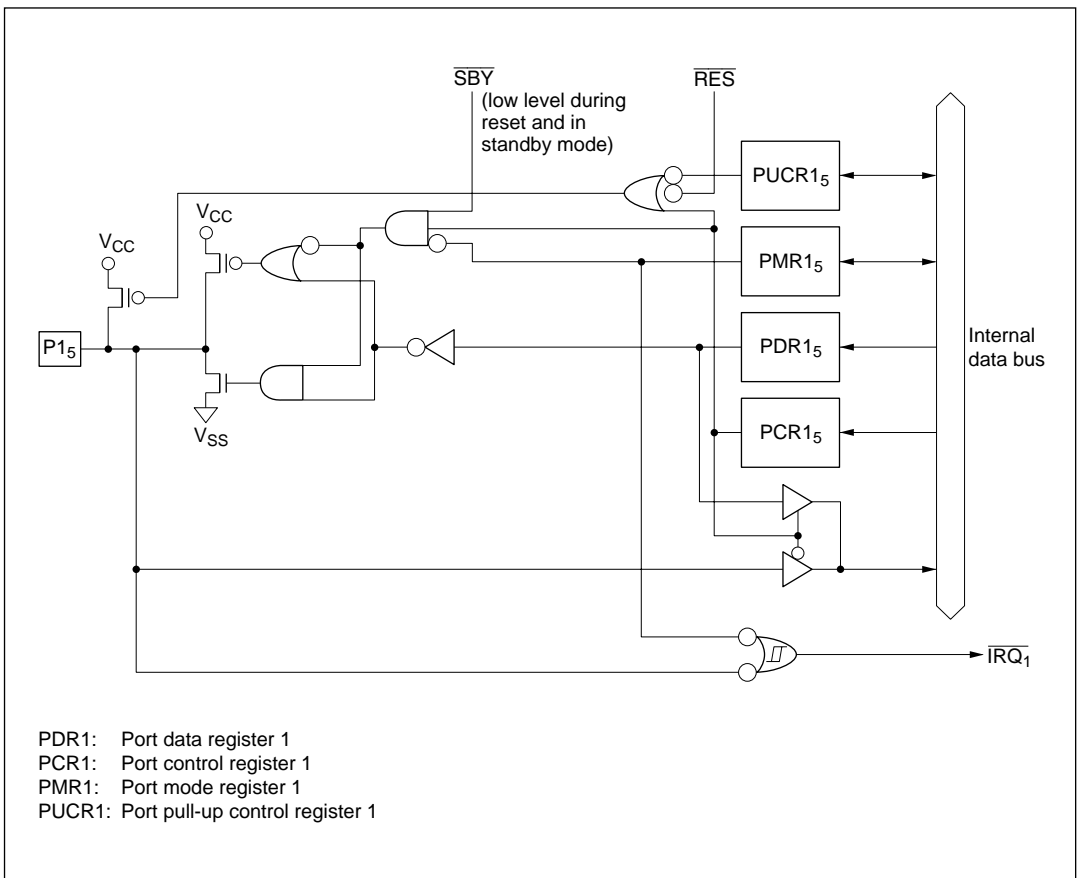 SBY
(low level during
reset and in
standby mode)
RES
PUCR1₅
VCC
VCC
PMR1₅
P1₅
PDR1₅
Internal
data bus
PCR1₅
VSS
IRQ₁
PDR1: Port data register 1
PCR1: Port control register 1
PMR1: Port mode register 1
PUCR1: Port pull-up control register 1